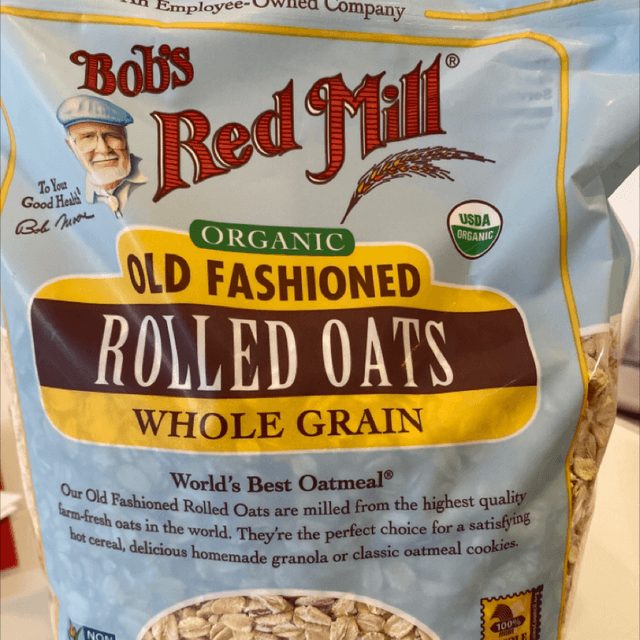 An Employee-Owned Company
Bob's
Red Mill®
To Your
Good Health!
Bob Moore
USDA
ORGANIC
ORGANIC
OLD FASHIONED
ROLLED OATS
WHOLE GRAIN
World's Best Oatmeal®
Our Old Fashioned Rolled Oats are milled from the highest quality
farm-fresh oats in the world. They're the perfect choice for a satisfying
hot cereal, delicious homemade granola or classic oatmeal cookies.
NON
100%